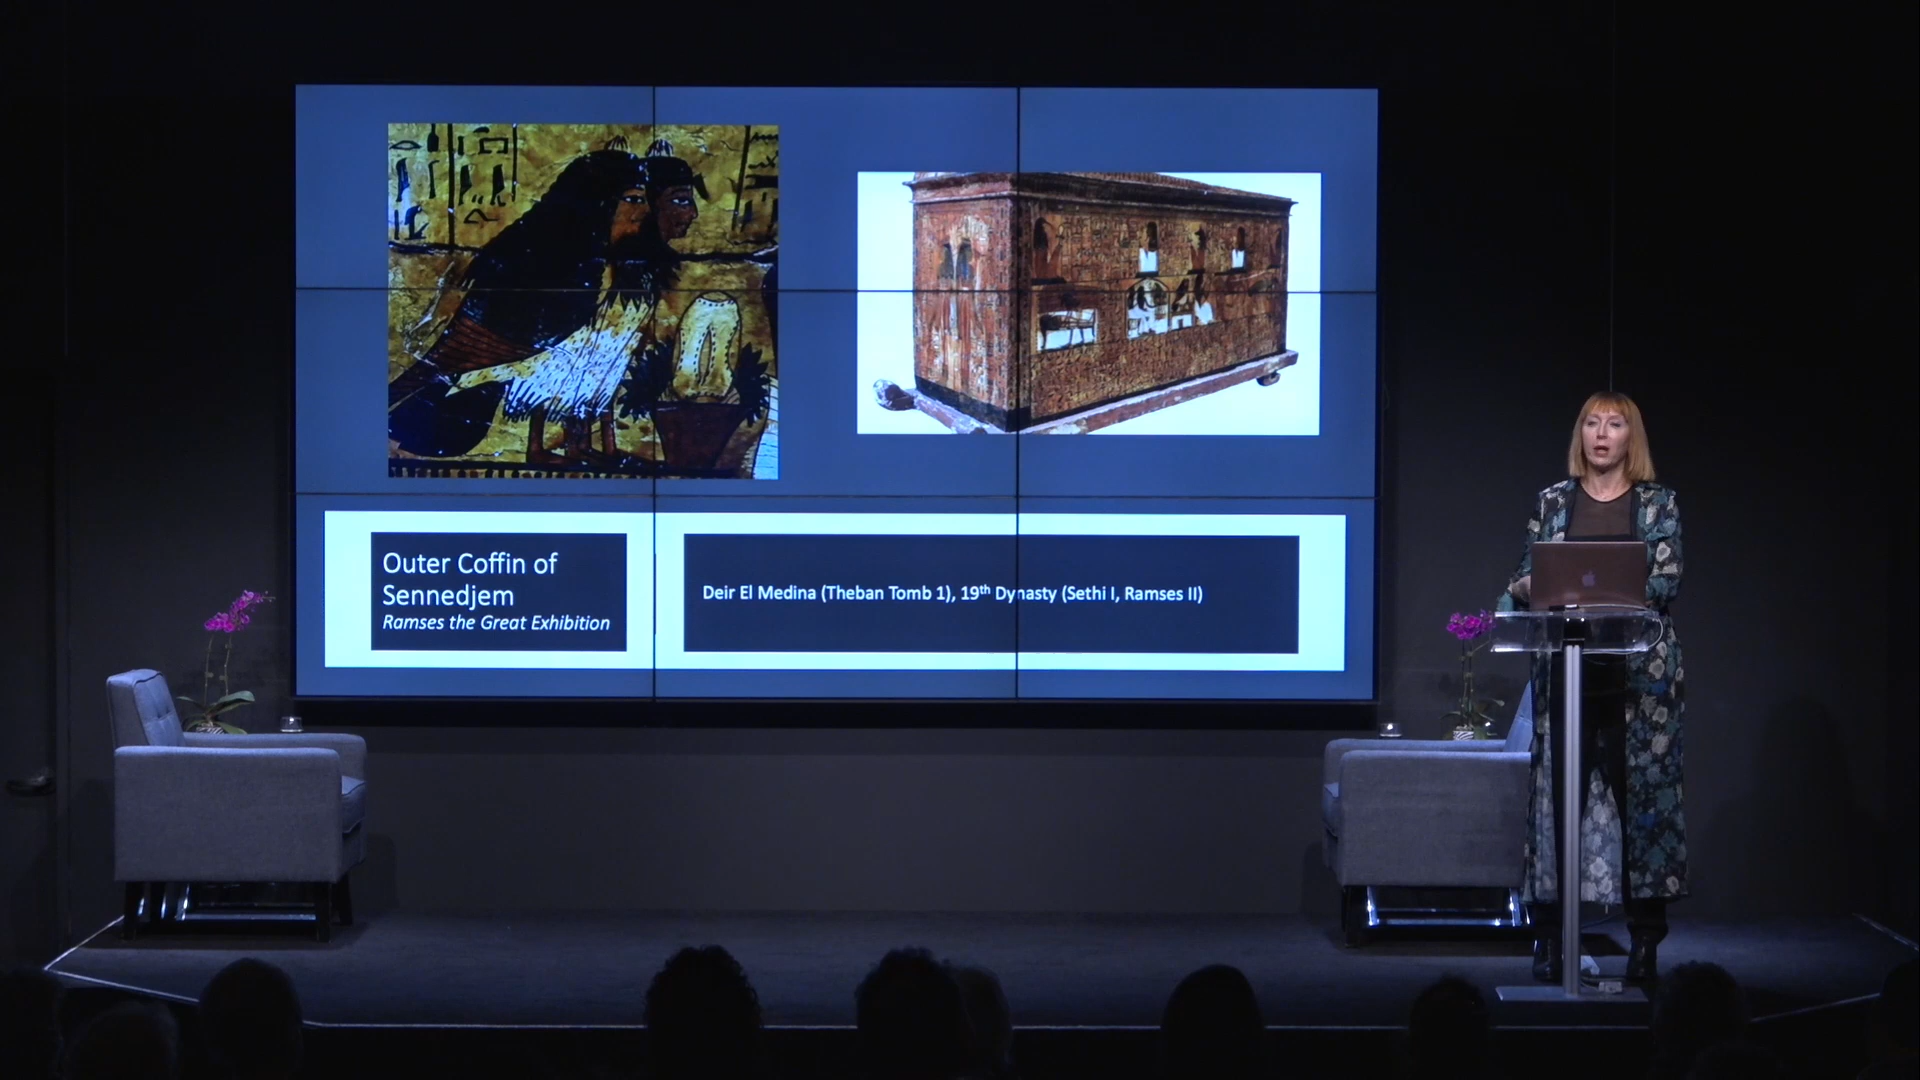 Outer Coffin of
Sennedjem
Ramses the Great Exhibition
Deir El Medina (Theban Tomb 1), 19th Dynasty (Sethi I, Ramses II)